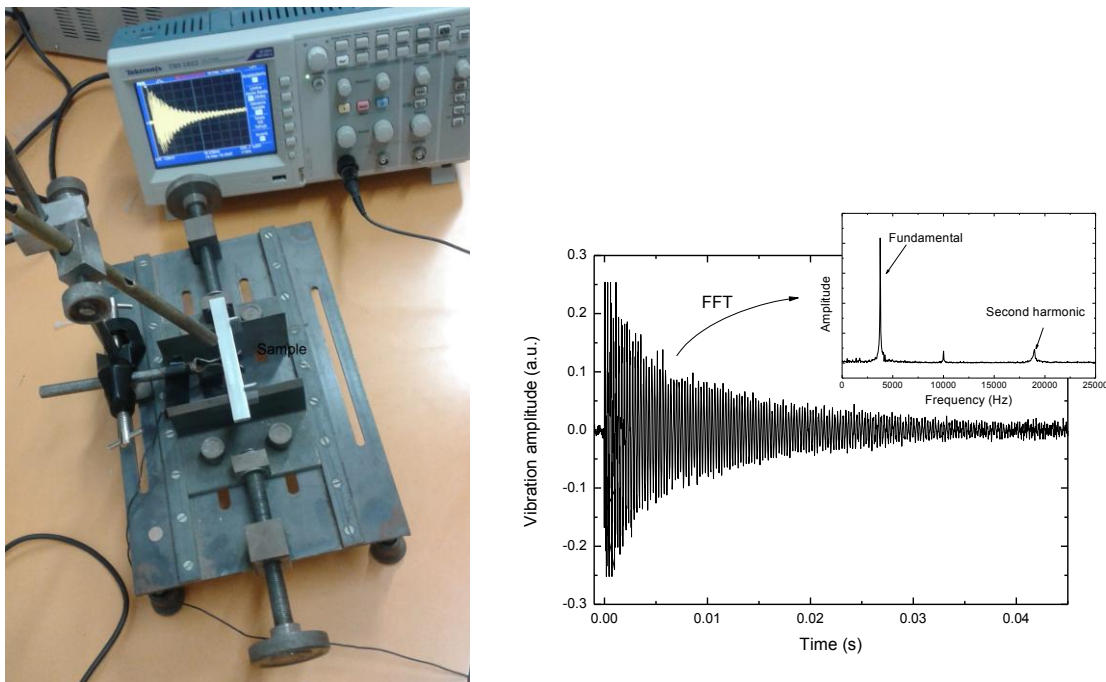 Tektronix
Sample
Fundamental
Second harmonic
Amplitude
0 5000 10000 15000 20000 25000
Frequency (Hz)
FFT
0.3
0.2
0.1
0.0
-0.1
-0.2
-0.3
Vibration amplitude (a.u.)
0.00 0.01 0.02 0.03 0.04
Time (s)